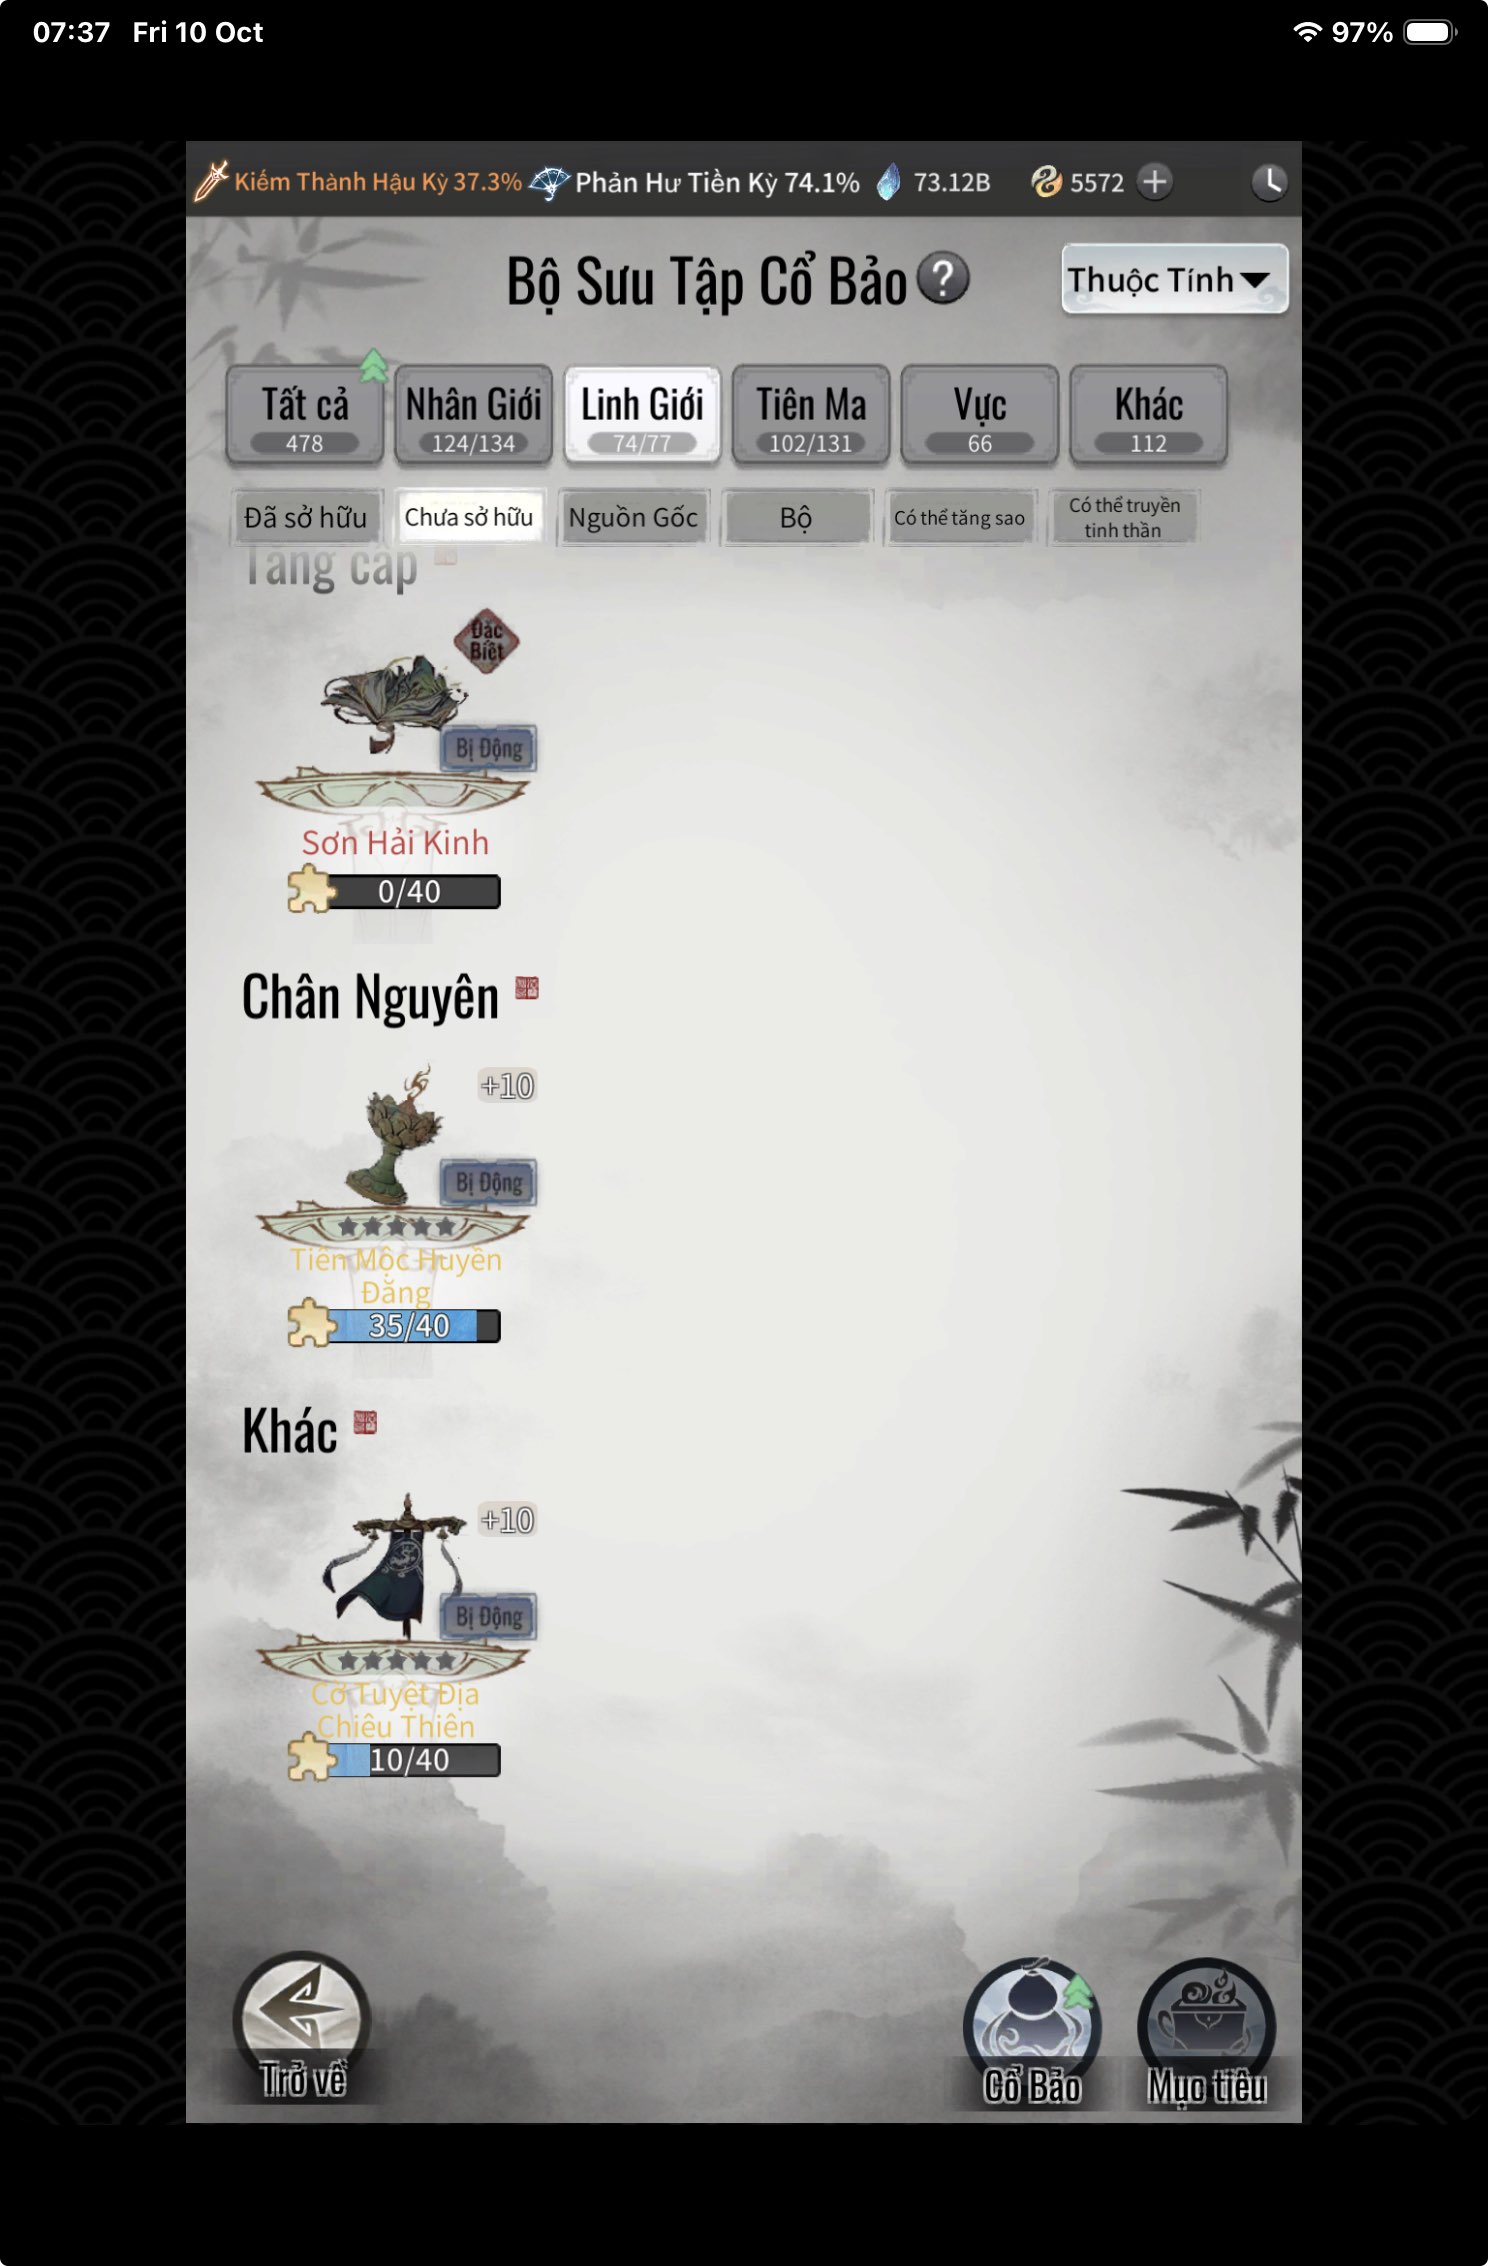 07:37 Fri 10 Oct 97%
Kiếm Thành Hậu Kỳ 37.3% Phản Hư Tiền Kỳ 74.1% 73.12B 5572
Bộ Sưu Tập Cổ Bảo ? Thuộc Tính
Tất cả Nhân Giới Linh Giới Tiên Ma Vực Khác
478 124/134 74/77 102/131 66 112
Đã sở hữu Chưa sở hữu Nguồn Gốc Bộ Có thể tăng sao Có thể truyền
tinh thần
Tăng cấp
Đặc
Biệt
Bị Động
Sơn Hải Kinh
0/40
Chân Nguyên
+10
Bị Động
Tiên Mộc Huyền
Đăng
35/40
Khác
+10
Bị Động
Cờ Tuyệt Địa
Chiêu Thiên
10/40
Trở về Cổ Bảo Mục tiêu